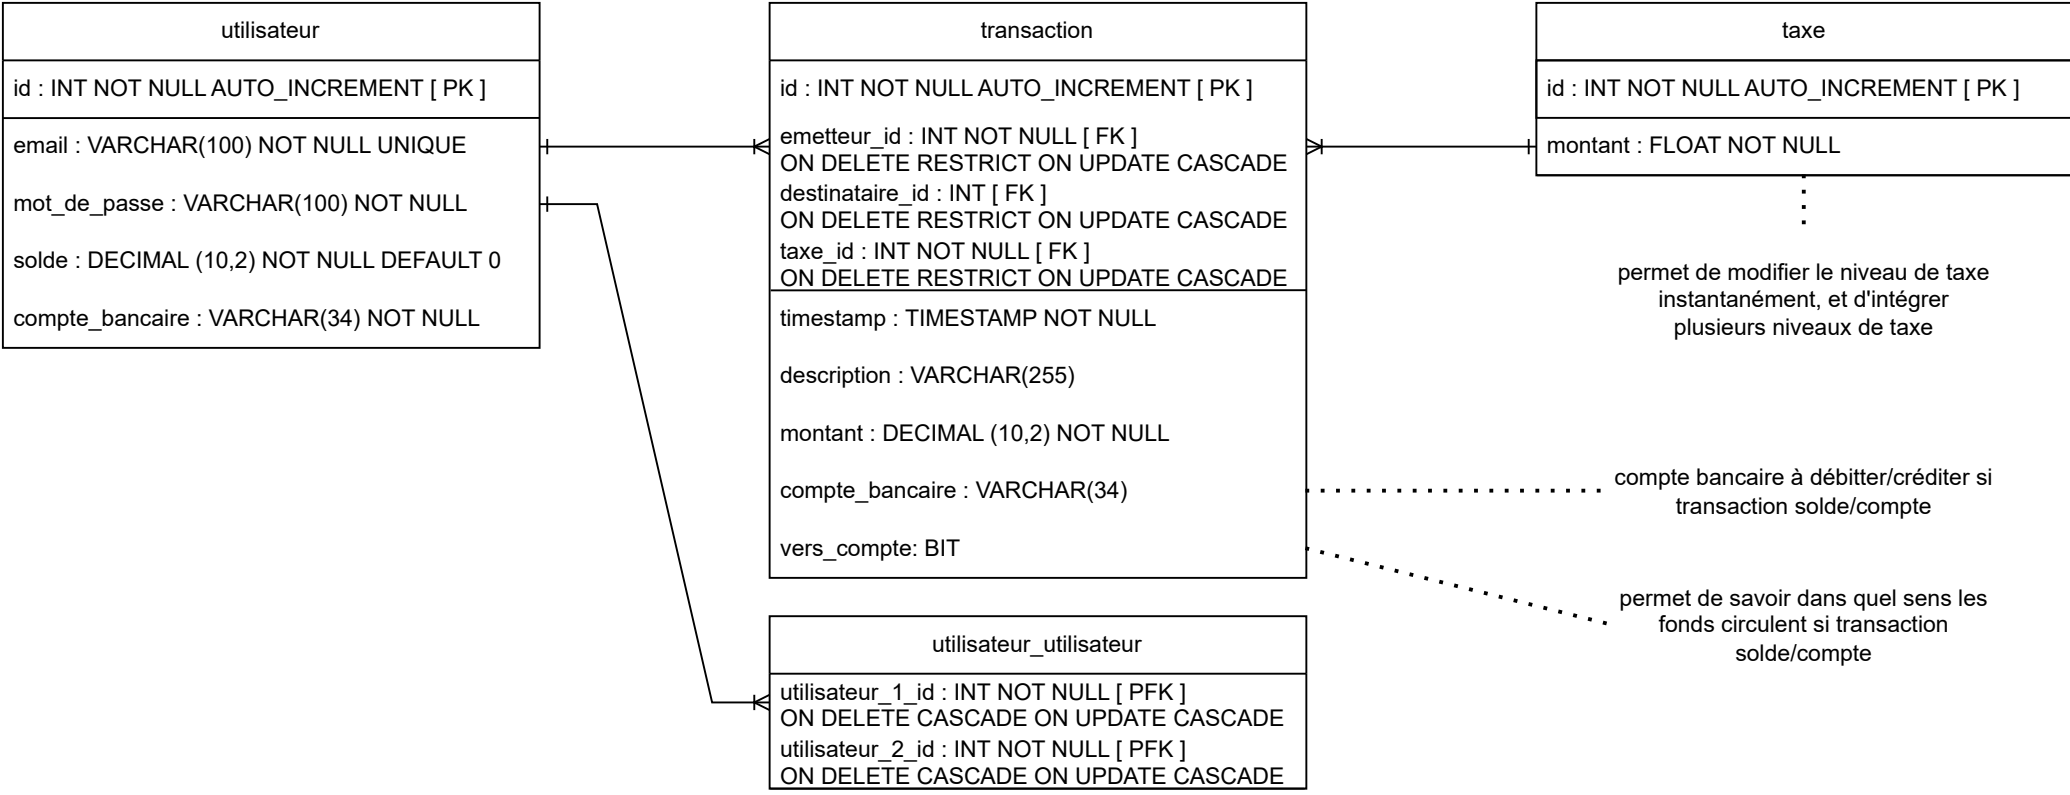 utilisateur
id : INT NOT NULL AUTO_INCREMENT [ PK ]
email : VARCHAR(100) NOT NULL UNIQUE
mot_de_passe : VARCHAR(100) NOT NULL
solde : DECIMAL (10,2) NOT NULL DEFAULT 0
compte_bancaire : VARCHAR(34) NOT NULL
transaction
id : INT NOT NULL AUTO_INCREMENT [ PK ]
emetteur_id : INT NOT NULL [ FK ]
ON DELETE RESTRICT ON UPDATE CASCADE
destinataire_id : INT [ FK ]
ON DELETE RESTRICT ON UPDATE CASCADE
taxe_id : INT NOT NULL [ FK ]
ON DELETE RESTRICT ON UPDATE CASCADE
timestamp : TIMESTAMP NOT NULL
description : VARCHAR(255)
montant : DECIMAL (10,2) NOT NULL
compte_bancaire : VARCHAR(34)
vers_compte: BIT
utilisateur_utilisateur
utilisateur_1_id : INT NOT NULL [ PFK ]
ON DELETE CASCADE ON UPDATE CASCADE
utilisateur_2_id : INT NOT NULL [ PFK ]
ON DELETE CASCADE ON UPDATE CASCADE
taxe
id : INT NOT NULL AUTO_INCREMENT [ PK ]
montant : FLOAT NOT NULL
permet de modifier le niveau de taxe
instantanément, et d'intégrer
plusieurs niveaux de taxe
compte bancaire à débitter/créditer si
transaction solde/compte
permet de savoir dans quel sens les
fonds circulent si transaction
solde/compte